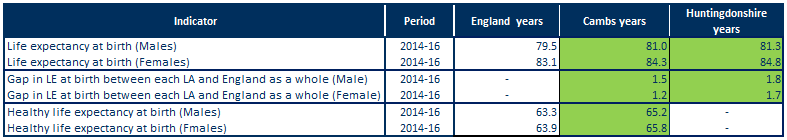 Indicator Period England years Cambs years Huntingdonshire years
Life expectancy at birth (Males) 2014-16 79.5 81.0 81.3
Life expectancy at birth (Females) 2014-16 83.1 84.3 84.8
Gap in LE at birth between each LA and England as a whole (Male) 2014-16 - 1.5 1.8
Gap in LE at birth between each LA and England as a whole (Female) 2014-16 - 1.2 1.7
Healthy life expectancy at birth (Males) 2014-16 63.3 65.2 -
Healthy life expectancy at birth (Fmales) 2014-16 63.9 65.8 -